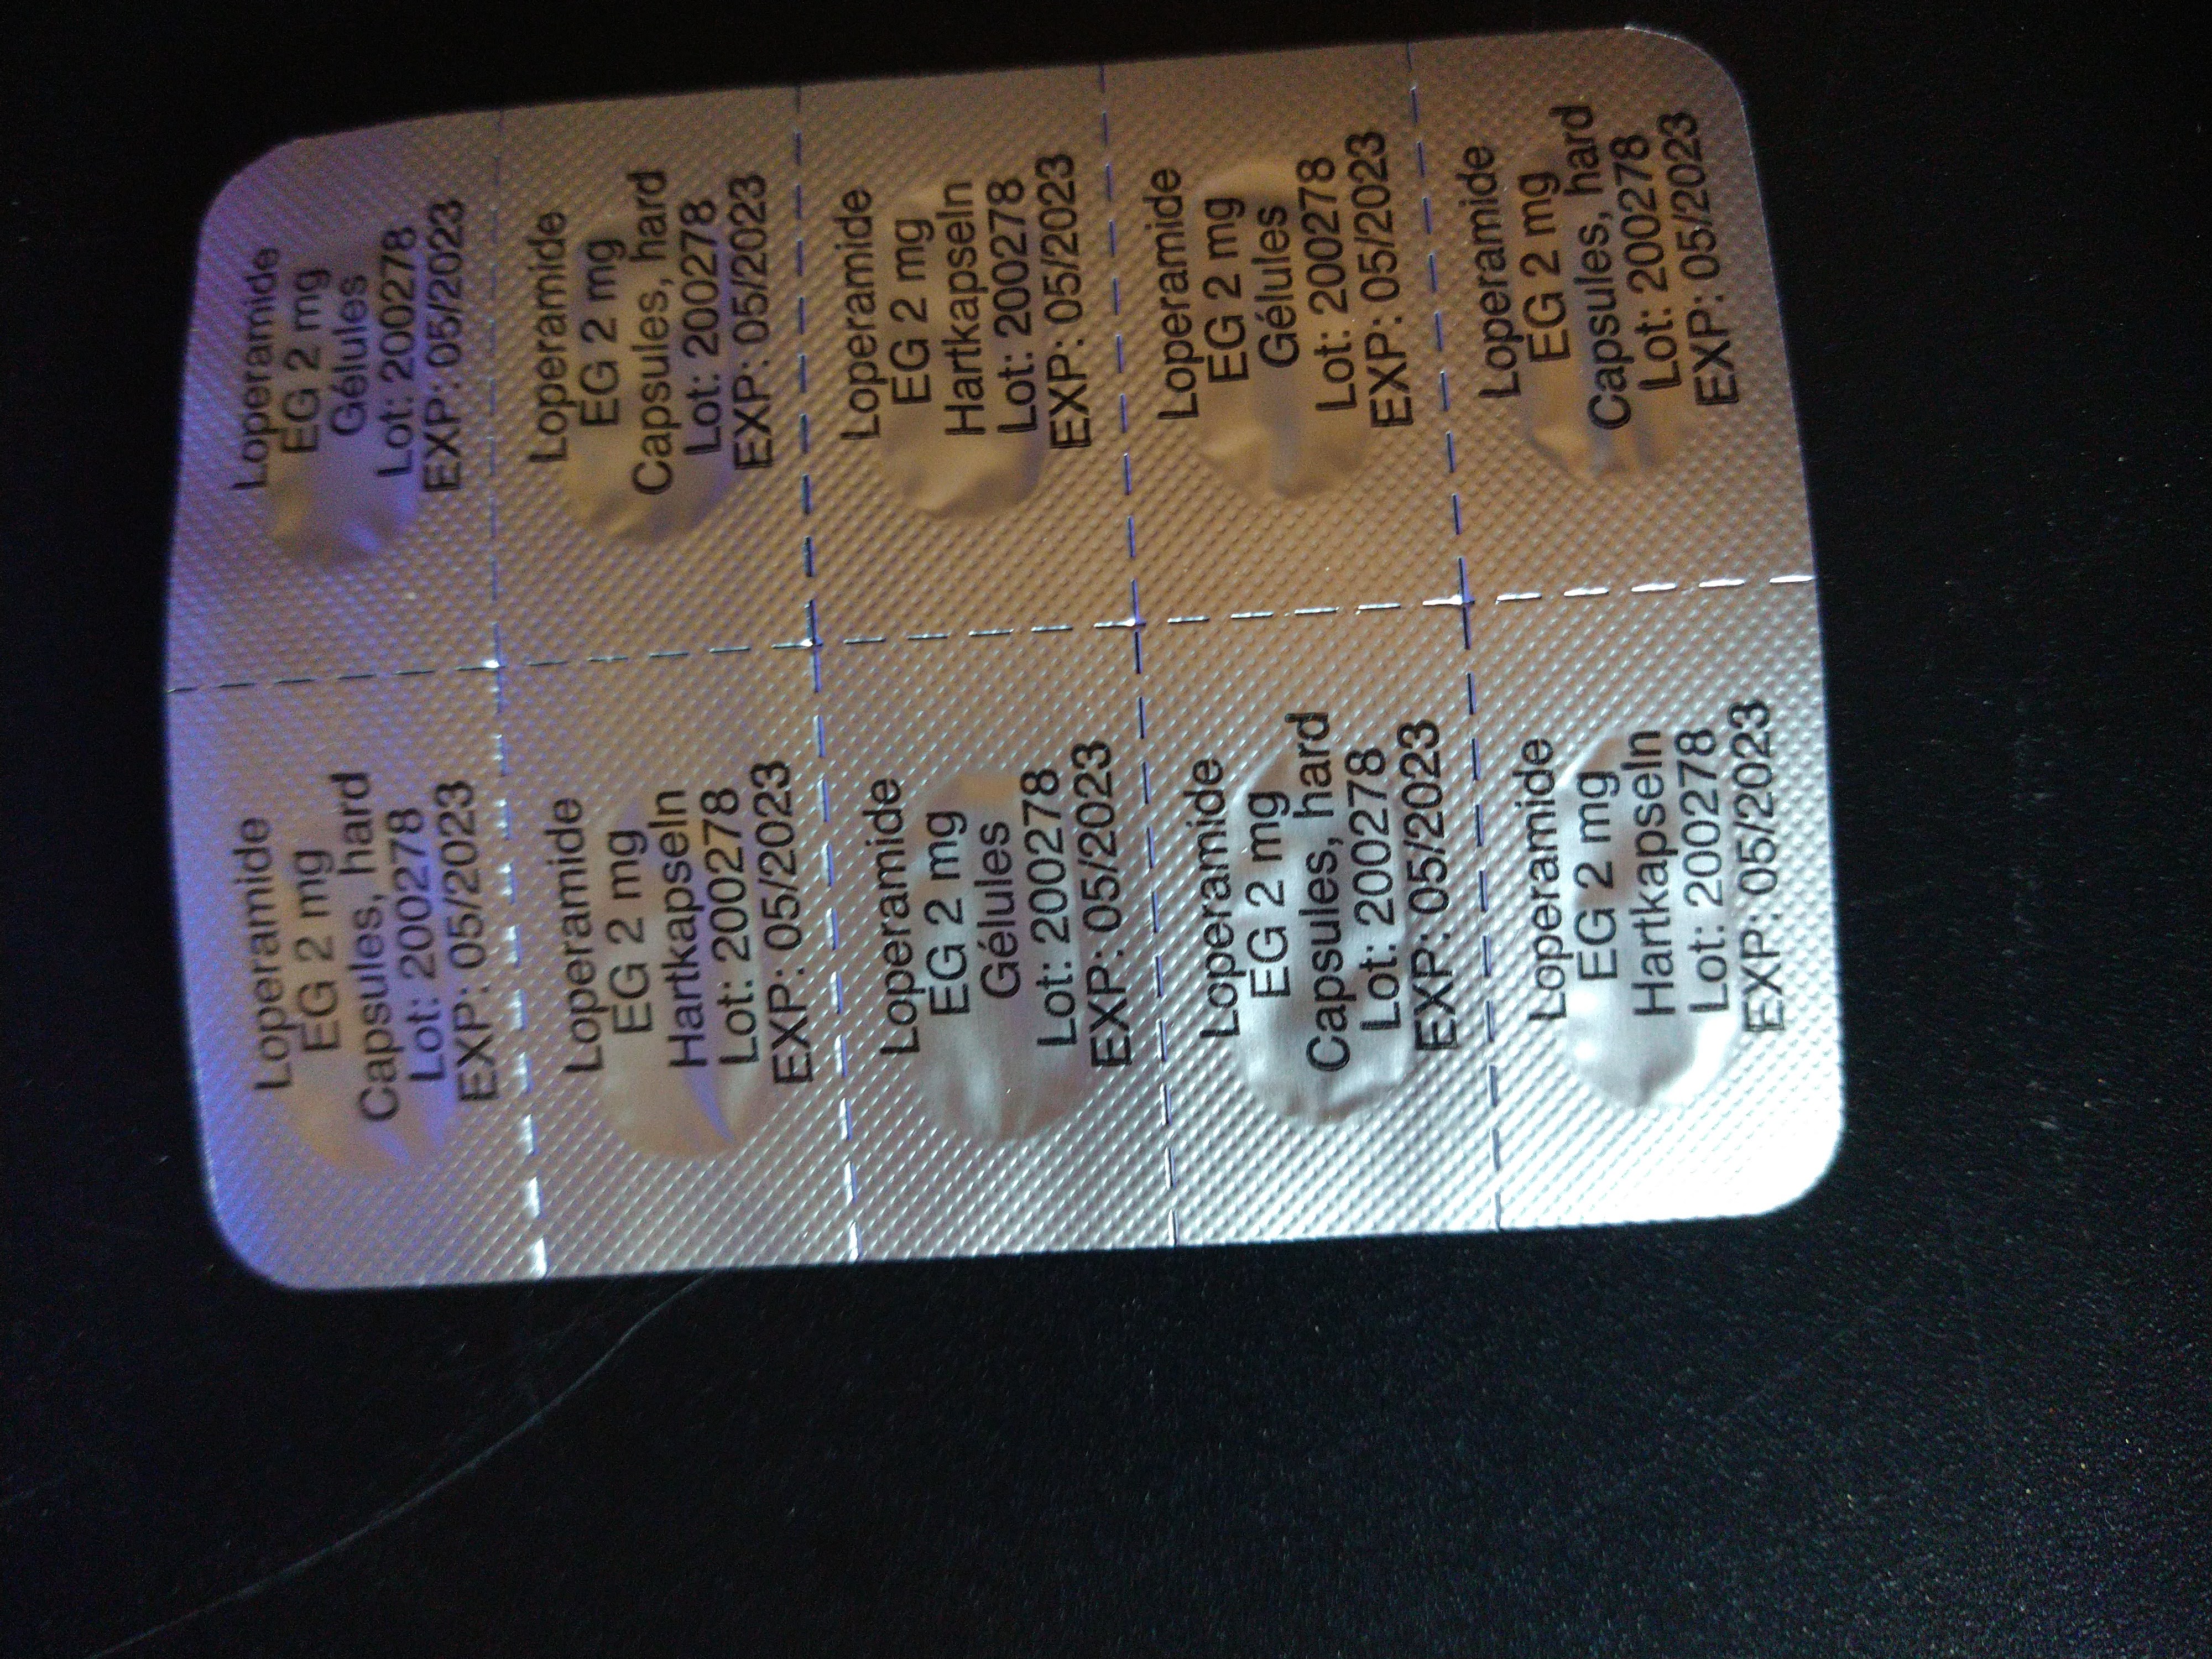 Loperamide
EG 2 mg
Capsules, hard
Lot: 200278
EXP: 05/2023
Loperamide
EG 2 mg
Gélules
Lot: 200278
EXP: 05/2023
Loperamide
EG 2 mg
Hartkapseln
Lot: 200278
EXP: 05/2023
Loperamide
EG 2 mg
Capsules, hard
Lot: 200278
EXP: 05/2023
Loperamide
EG 2 mg
Gélules
Lot: 200278
EXP: 05/2023
Loperamide
EG 2 mg
Hartkapseln
Lot: 200278
EXP: 05/2023
Loperamide
EG 2 mg
Capsules, hard
Lot: 200278
EXP: 05/2023
Loperamide
EG 2 mg
Gélules
Lot: 200278
EXP: 05/2023
Loperamide
EG 2 mg
Hartkapseln
Lot: 200278
EXP: 05/2023
Loperamide
EG 2 mg
Capsules, hard
Lot: 200278
EXP: 05/2023